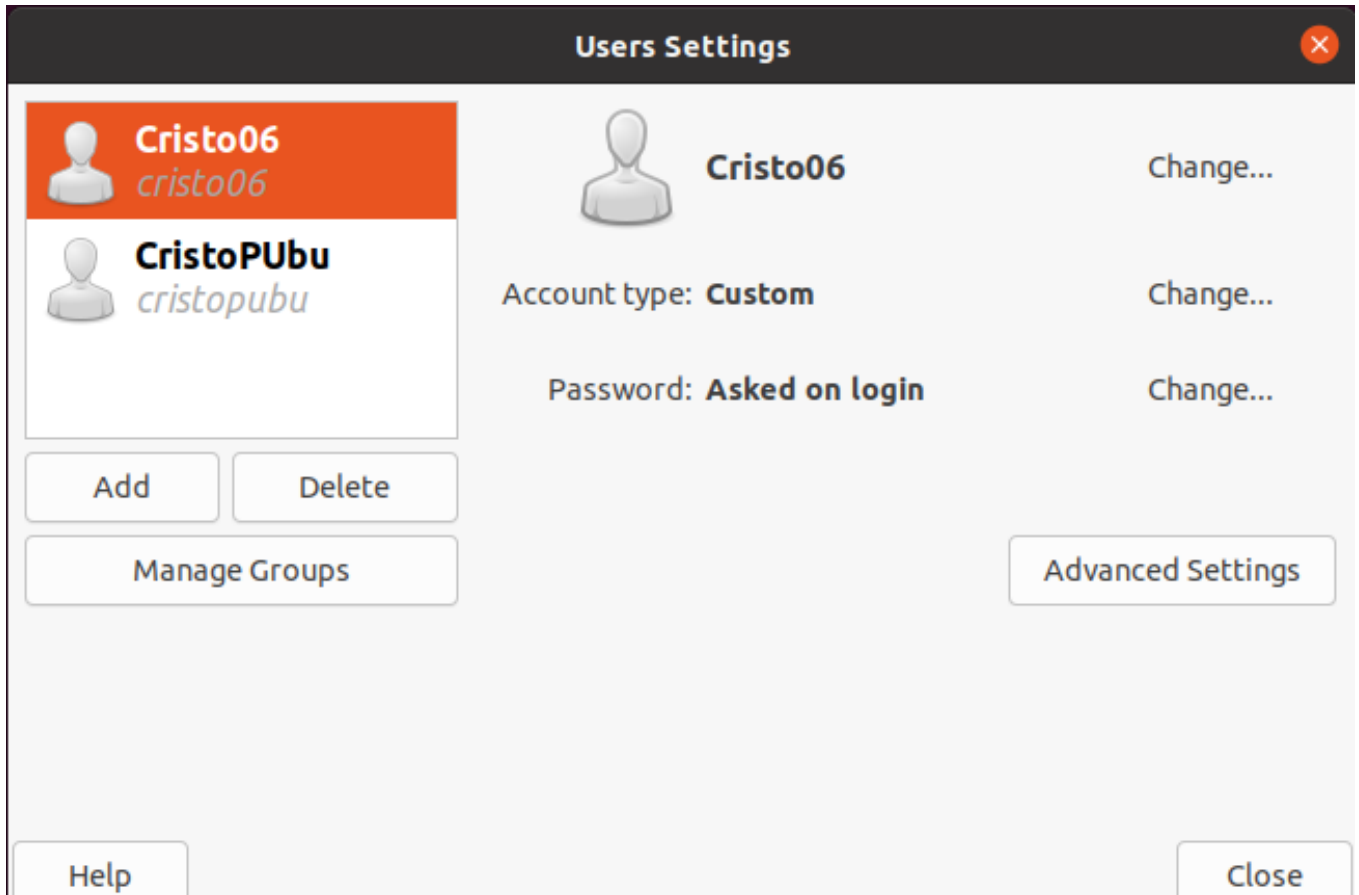 Users Settings
Cristo06
cristo06
CristoPUbu
cristopubu
Add
Delete
Manage Groups
Cristo06
Change...
Account type: Custom
Change...
Password: Asked on login
Change...
Advanced Settings
Help
Close